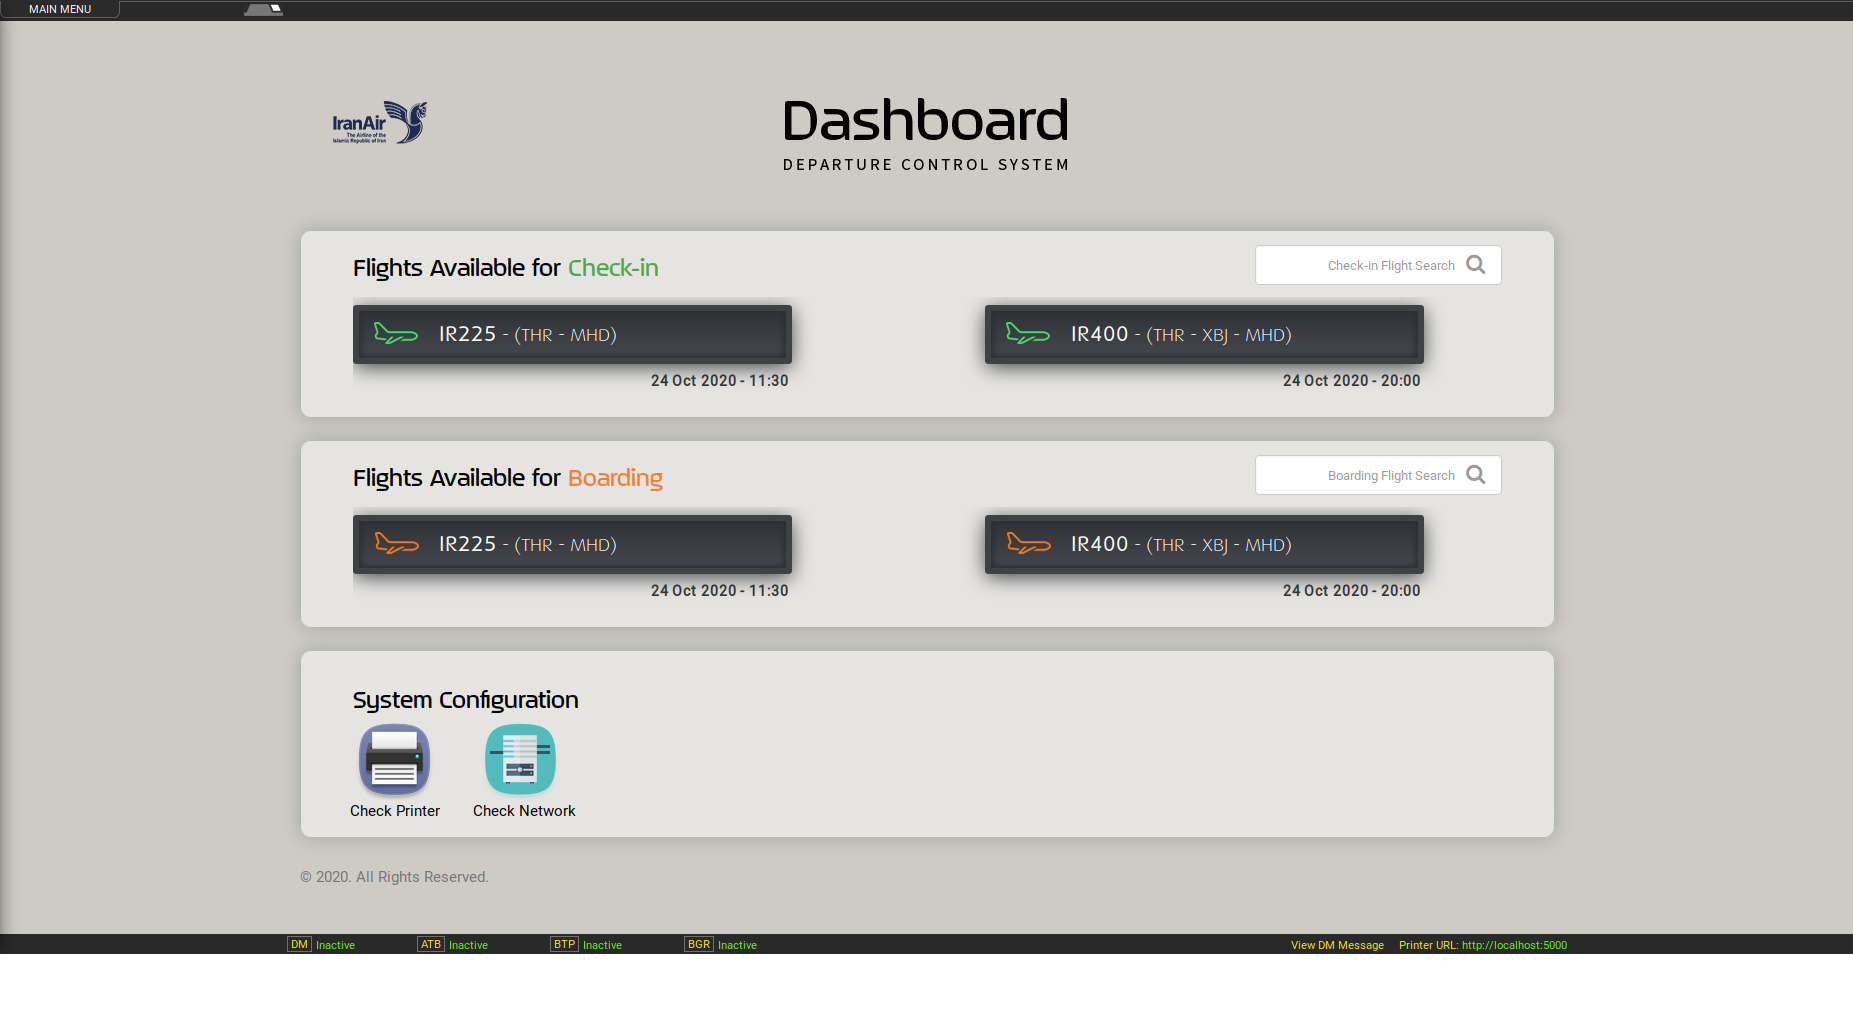 MAIN MENU
IranAir
The Airline of the
Islamic Republic of Iran
Dashboard
DEPARTURE CONTROL SYSTEM
Flights Available for Check-in
Check-in Flight Search
IR225 - (THR - MHD)
24 Oct 2020 - 11:30
IR400 - (THR - XBJ - MHD)
24 Oct 2020 - 20:00
Flights Available for Boarding
Boarding Flight Search
IR225 - (THR - MHD)
24 Oct 2020 - 11:30
IR400 - (THR - XBJ - MHD)
24 Oct 2020 - 20:00
System Configuration
Check Printer
Check Network
© 2020. All Rights Reserved.
DM Inactive ATB Inactive BTP Inactive BGR Inactive View DM Message Printer URL: http://localhost:5000